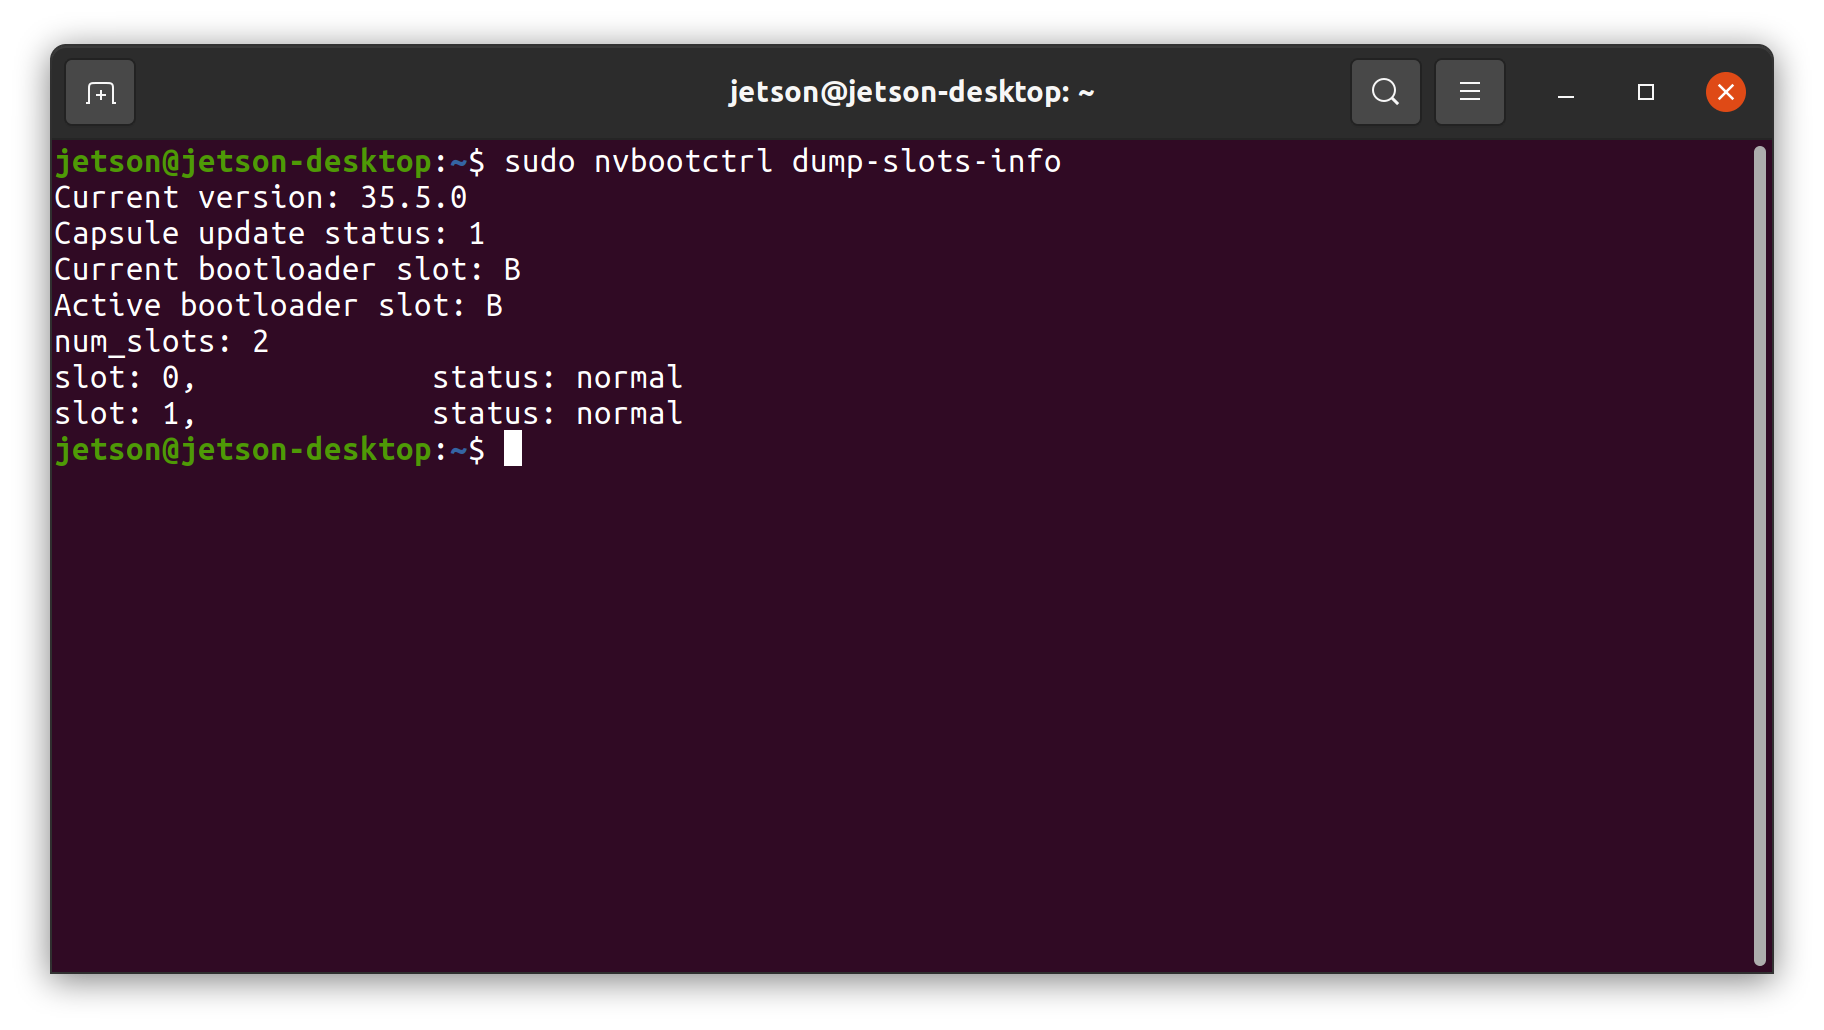 jetson@jetson-desktop: ~
jetson@jetson-desktop:~$ sudo nvbootctrl dump-slots-info
Current version: 35.5.0
Capsule update status: 1
Current bootloader slot: B
Active bootloader slot: B
num_slots: 2
slot: 0,             status: normal
slot: 1,             status: normal
jetson@jetson-desktop:~$